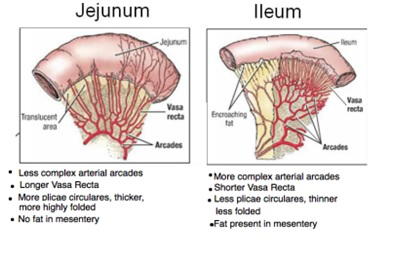 Jejunum
Jejunum
Translucent
area
Vasa
recta
Arcades
• Less complex arterial arcades
• Longer Vasa Recta
• More plicae circulares, thicker,
more highly folded
• No fat in mesentery
Ileum
Ileum
Encroaching
fat
Vasa
recta
Arcades
• More complex arterial arcades
• Shorter Vasa Recta
• Less plicae circulares, thinner
less folded
• Fat present in mesentery